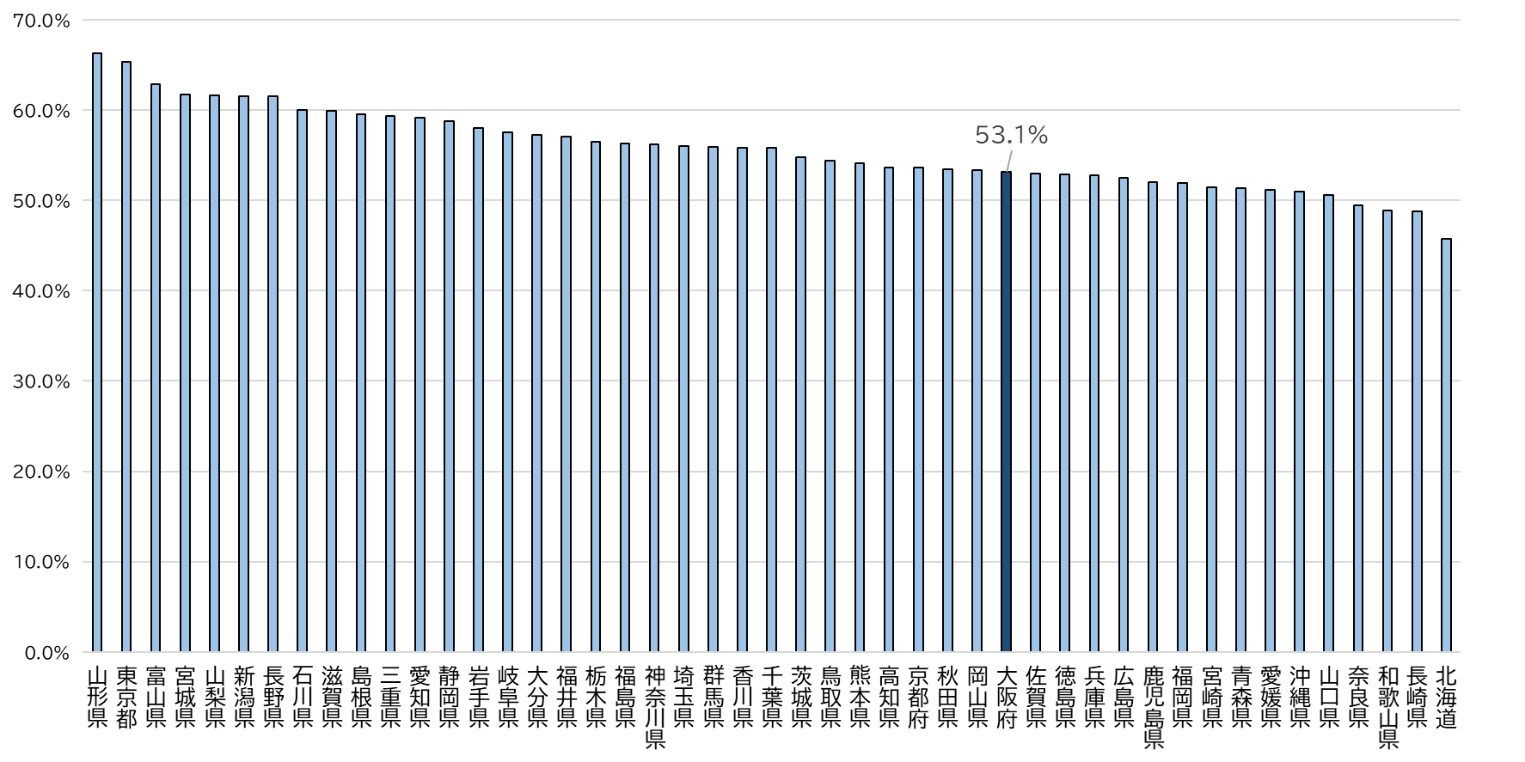 70.0%
60.0%
50.0%
40.0%
30.0%
20.0%
10.0%
0.0%
53.1%
山形県
東京都
富山県
宮城県
山梨県
新潟県
長野県
石川県
滋賀県
島根県
三重県
愛知県
静岡県
岩手県
岐阜県
大分県
福井県
栃木県
福島県
神奈川県
埼玉県
群馬県
香川県
千葉県
茨城県
鳥取県
熊本県
高知県
京都府
秋田県
岡山県
大阪府
佐賀県
徳島県
兵庫県
広島県
鹿児島県
福岡県
宮崎県
青森県
愛媛県
沖縄県
山口県
奈良県
和歌山県
長崎県
北海道